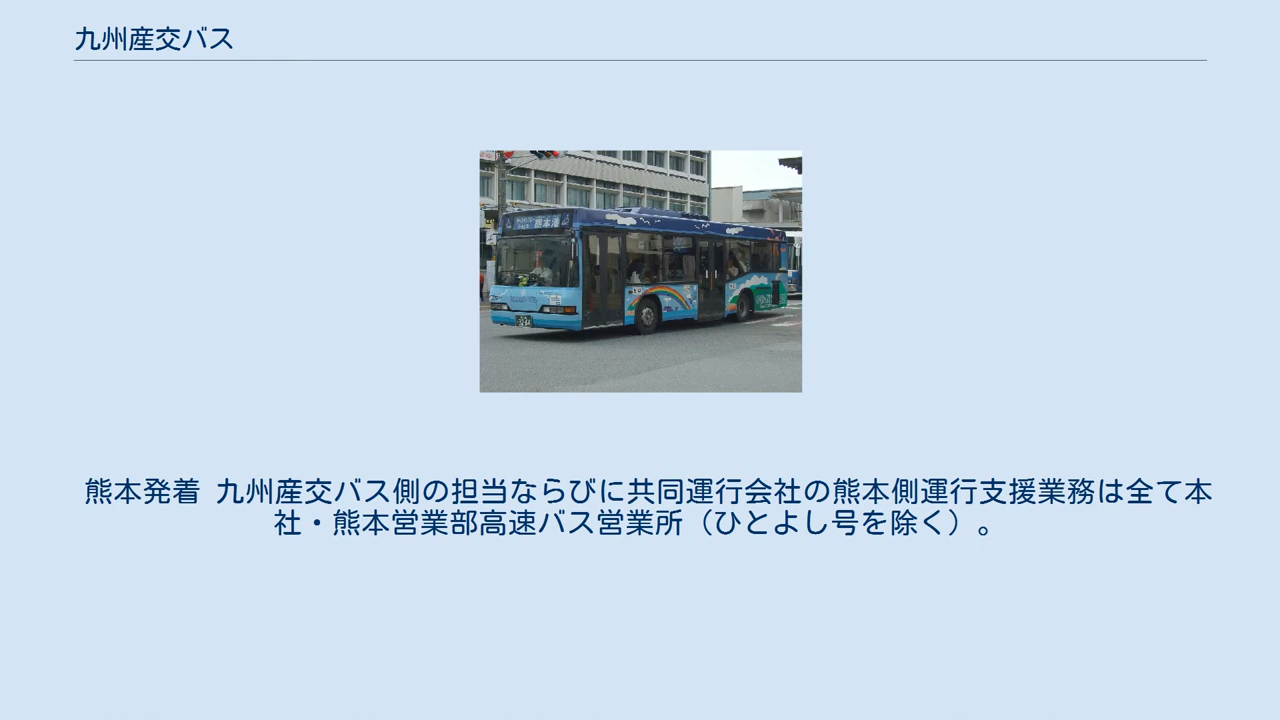 九州産交バス
熊本港
熊本発着 九州産交バス側の担当ならびに共同運行会社の熊本側運行支援業務は全て本
社・熊本営業部高速バス営業所（ひとよし号を除く）。